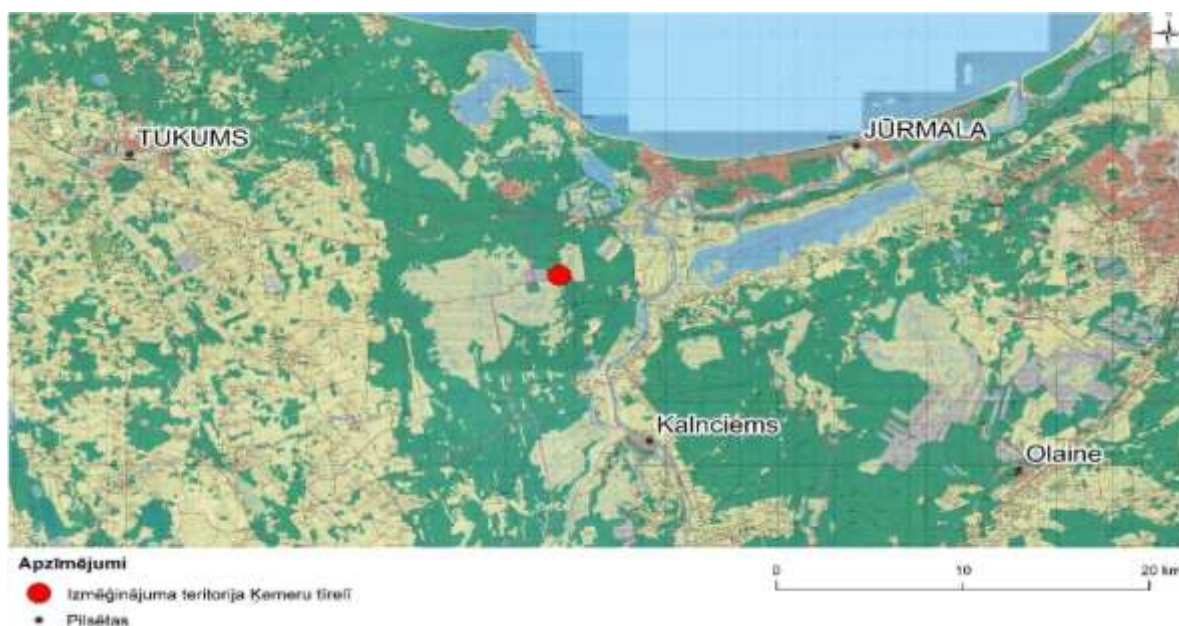 TUKUMS
JŪRMALA
Kalnciems
Olaine
Apzīmējumi
Izmēģinājuma teritorija Ķemeru tīrelī
Pilsētas
0 10 20 km